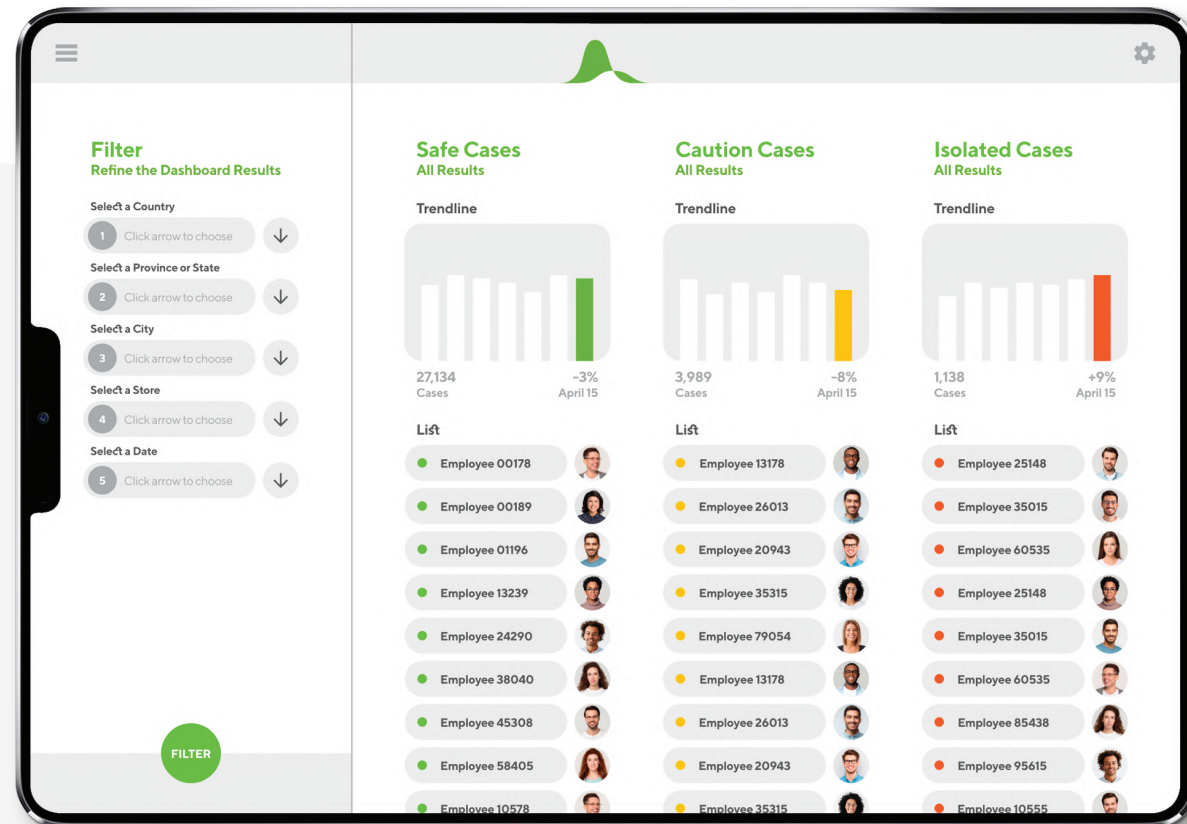 Filter
Refine the Dashboard Results
Select a Country
1 Click arrow to choose
Select a Province or State
2 Click arrow to choose
Select a City
3 Click arrow to choose
Select a Store
4 Click arrow to choose
Select a Date
5 Click arrow to choose
FILTER
Safe Cases
All Results
Trendline
27,134 -3%
Cases April 15
List
Employee 00178
Employee 00189
Employee 01196
Employee 13239
Employee 24290
Employee 38040
Employee 45308
Employee 58405
Employee 10578
Caution Cases
All Results
Trendline
3,989 -8%
Cases April 15
List
Employee 13178
Employee 26013
Employee 20943
Employee 35315
Employee 79054
Employee 13178
Employee 26013
Employee 20943
Employee 35315
Isolated Cases
All Results
Trendline
1,138 +9%
Cases April 15
List
Employee 25148
Employee 35015
Employee 60535
Employee 25148
Employee 35015
Employee 60535
Employee 85438
Employee 95615
Employee 10555